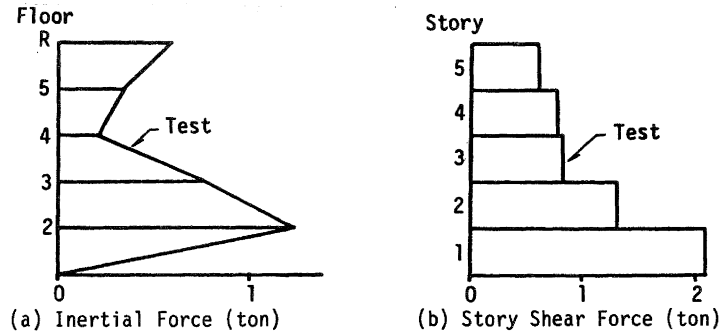 Floor
R
5
4
3
2
Test
0
1
(a) Inertial Force (ton)
Story
5
4
3
2
1
Test
0
1
2
(b) Story Shear Force (ton)